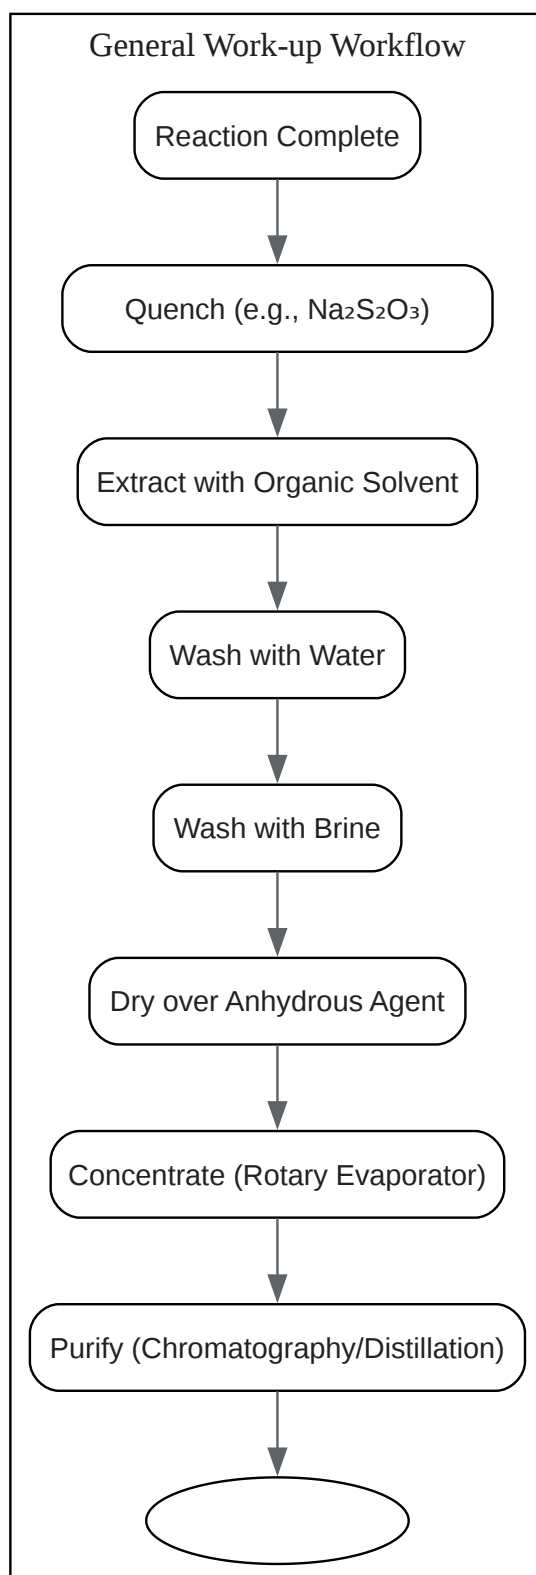 General Work-up Workflow
Reaction Complete
Quench (e.g., Na₂S₂O₃)
Extract with Organic Solvent
Wash with Water
Wash with Brine
Dry over Anhydrous Agent
Concentrate (Rotary Evaporator)
Purify (Chromatography/Distillation)